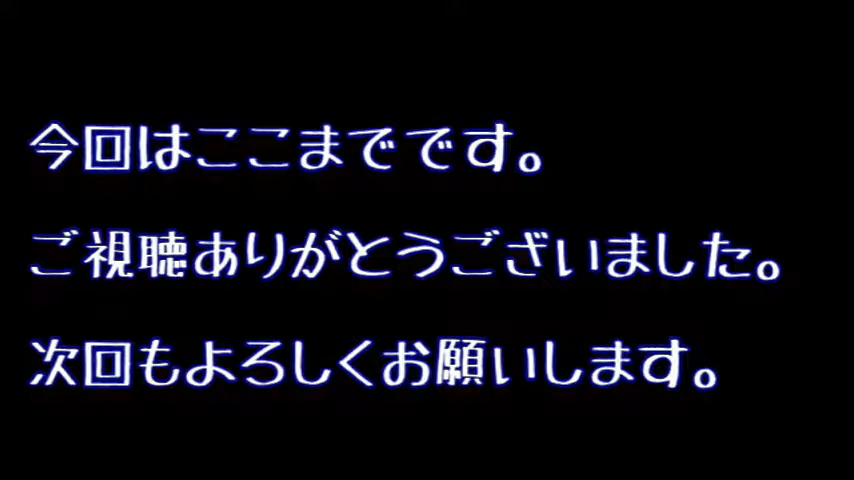 今回はここまでです。
ご視聴ありがとうございました。
次回もよろしくお願いします。